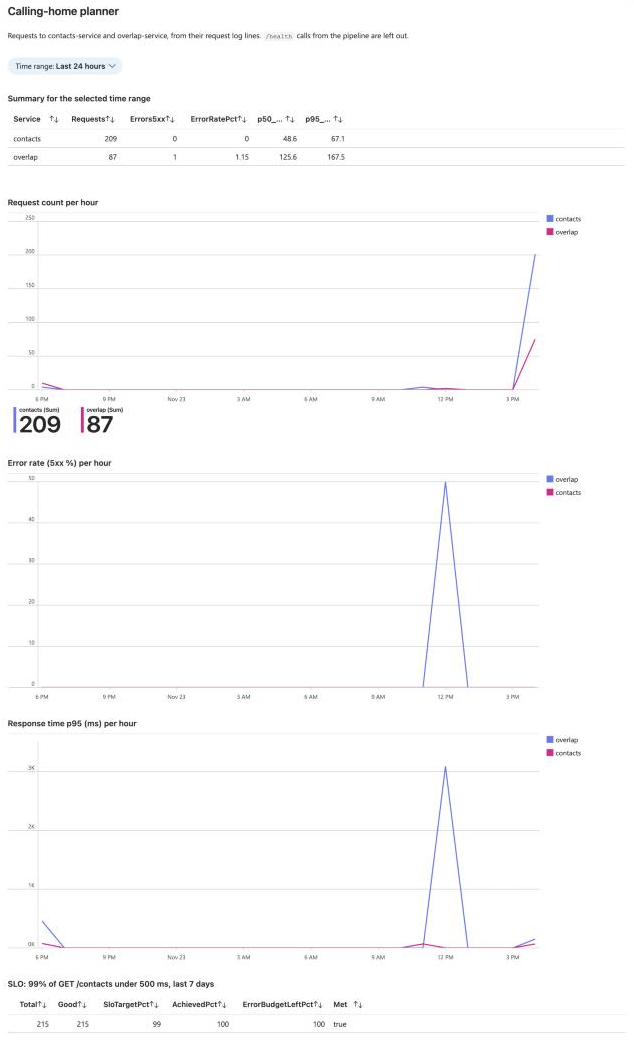 Calling-home planner
Requests to contacts-service and overlap-service, from their request log lines. /health calls from the pipeline are left out.
Time range: Last 24 hours
Summary for the selected time range
Service ↑↓ Requests↑↓ Errors5xx↑↓ ErrorRatePct↑↓ p50_... ↑↓ p95_... ↑↓
contacts 209 0 0 48.6 67.1
overlap 87 1 1.15 125.6 167.5
Request count per hour
250
200
150
100
50
0
6 PM 9 PM Nov 23 3 AM 6 AM 9 AM 12 PM 3 PM
contacts
overlap
contacts (Sum) overlap (Sum)
209 87
Error rate (5xx %) per hour
50
40
30
20
10
0
6 PM 9 PM Nov 23 3 AM 6 AM 9 AM 12 PM 3 PM
overlap
contacts
Response time p95 (ms) per hour
3K
2K
1K
0K
6 PM 9 PM Nov 23 3 AM 6 AM 9 AM 12 PM 3 PM
overlap
contacts
SLO: 99% of GET /contacts under 500 ms, last 7 days
Total↑↓ Good↑↓ SloTargetPct↑↓ AchievedPct↑↓ ErrorBudgetLeftPct↑↓ Met ↑↓
215 215 99 100 100 true